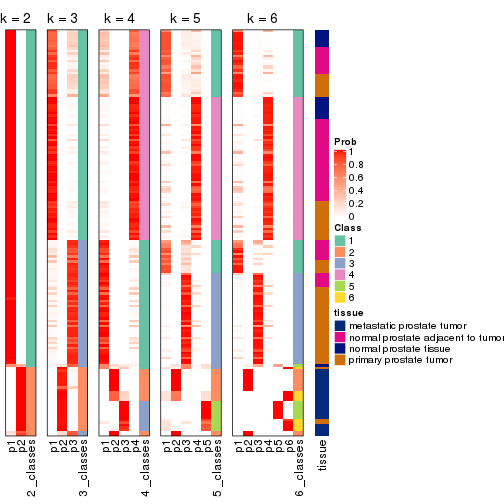 k = 2 k = 3 k = 4 k = 5 k = 6
Prob
1
0.8
0.6
0.4
0.2
0
Class
1
2
3
4
5
6
tissue
metastatic prostate tumor
normal prostate adjacent to tumor
normal prostate tissue
primary prostate tumor
p1 p2 2_classes p1 p2 p3 3_classes p1 p2 p3 p4 4_classes p1 p2 p3 p4 p5 5_classes p1 p2 p3 p4 p5 p6 6_classes tissue